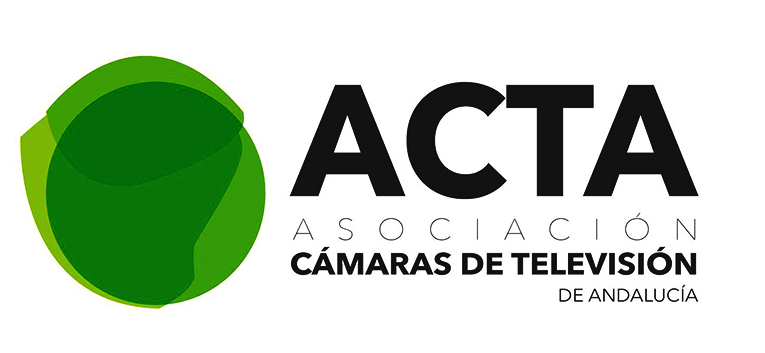 ACTA
ASOCIACIÓN
CÁMARAS DE TELEVISIÓN
DE ANDALUCÍA